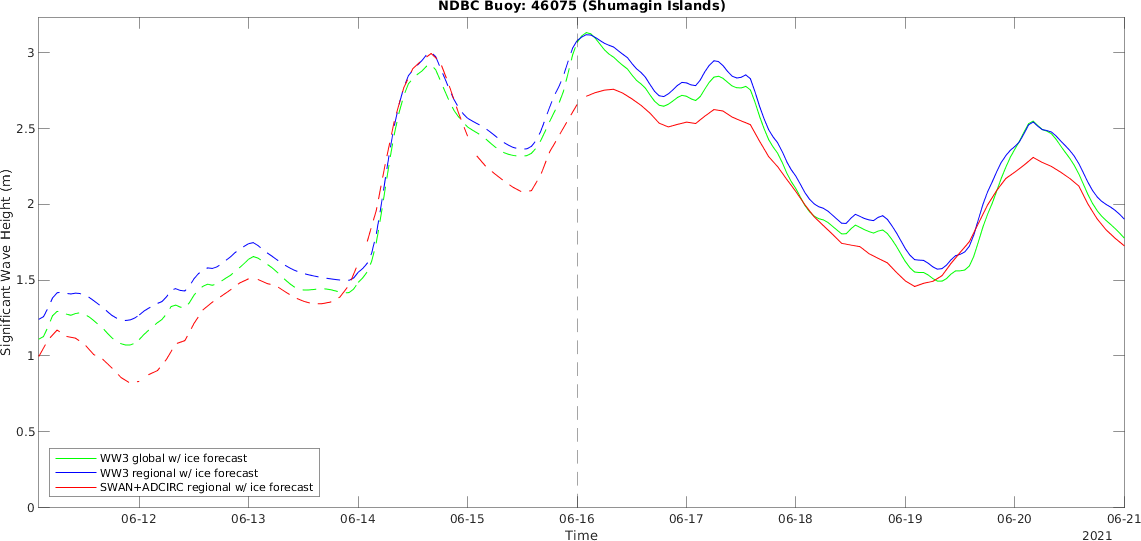 NDBC Buoy: 46075 (Shumagin Islands)
Significant Wave Height (m)
3
2.5
2
1.5
1
0.5
0
WW3 global w/ ice forecast
WW3 regional w/ ice forecast
SWAN+ADCIRC regional w/ ice forecast
06-12 06-13 06-14 06-15 06-16 06-17 06-18 06-19 06-20 06-21
Time
2021